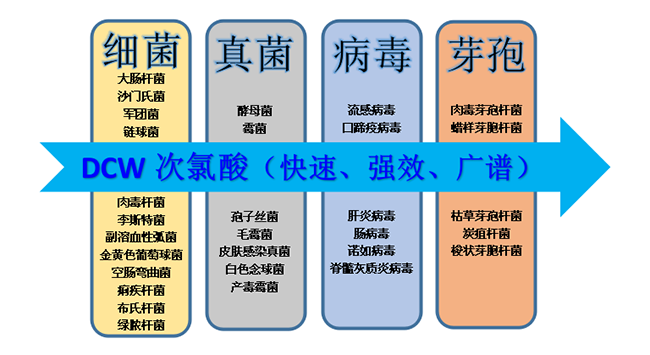 细菌
大肠杆菌
沙门氏菌
军团菌
链球菌
真菌
酵母菌
霉菌
病毒
流感病毒
口蹄疫病毒
芽孢
肉毒芽孢杆菌
蜡样芽胞杆菌
DCW 次氯酸（快速、强效、广谱）
肉毒杆菌
李斯特菌
副溶血性弧菌
金黄色葡萄球菌
空肠弯曲菌
痢疾杆菌
布氏杆菌
绿脓杆菌
孢子丝菌
毛霉菌
皮肤感染真菌
白色念球菌
产毒霉菌
肝炎病毒
肠病毒
诺如病毒
脊髓灰质炎病毒
枯草芽孢杆菌
炭疽杆菌
梭状芽胞杆菌